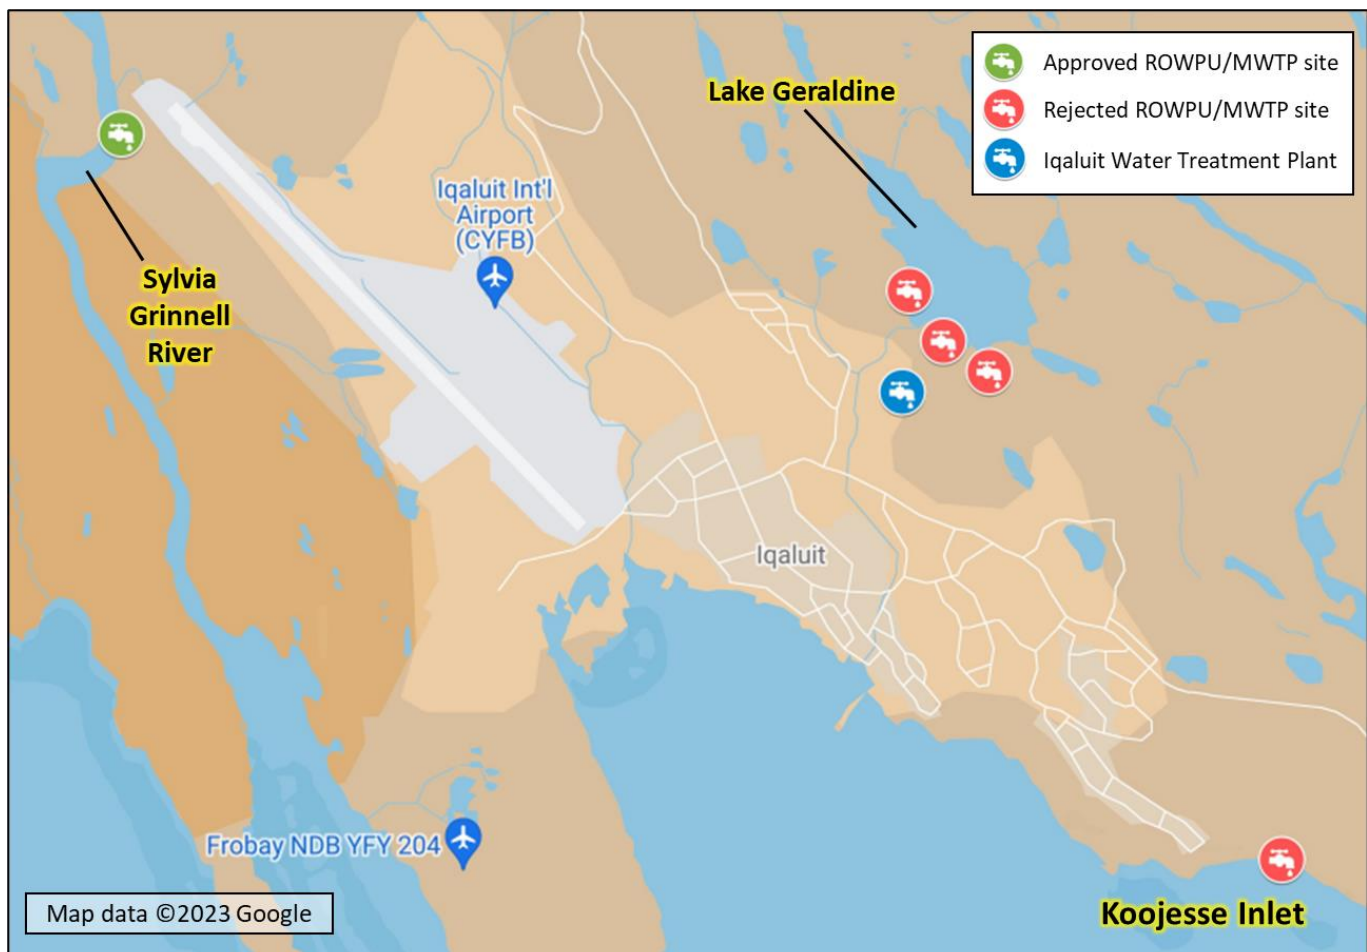 Approved ROWPU/MWTP site
Rejected ROWPU/MWTP site
Iqaluit Water Treatment Plant
Lake Geraldine
Iqaluit Int'l
Airport
(CYFB)
Sylvia
Grinnell
River
Iqaluit
Frobay NDB YFY 204
Koojesse Inlet
Map data ©2023 Google